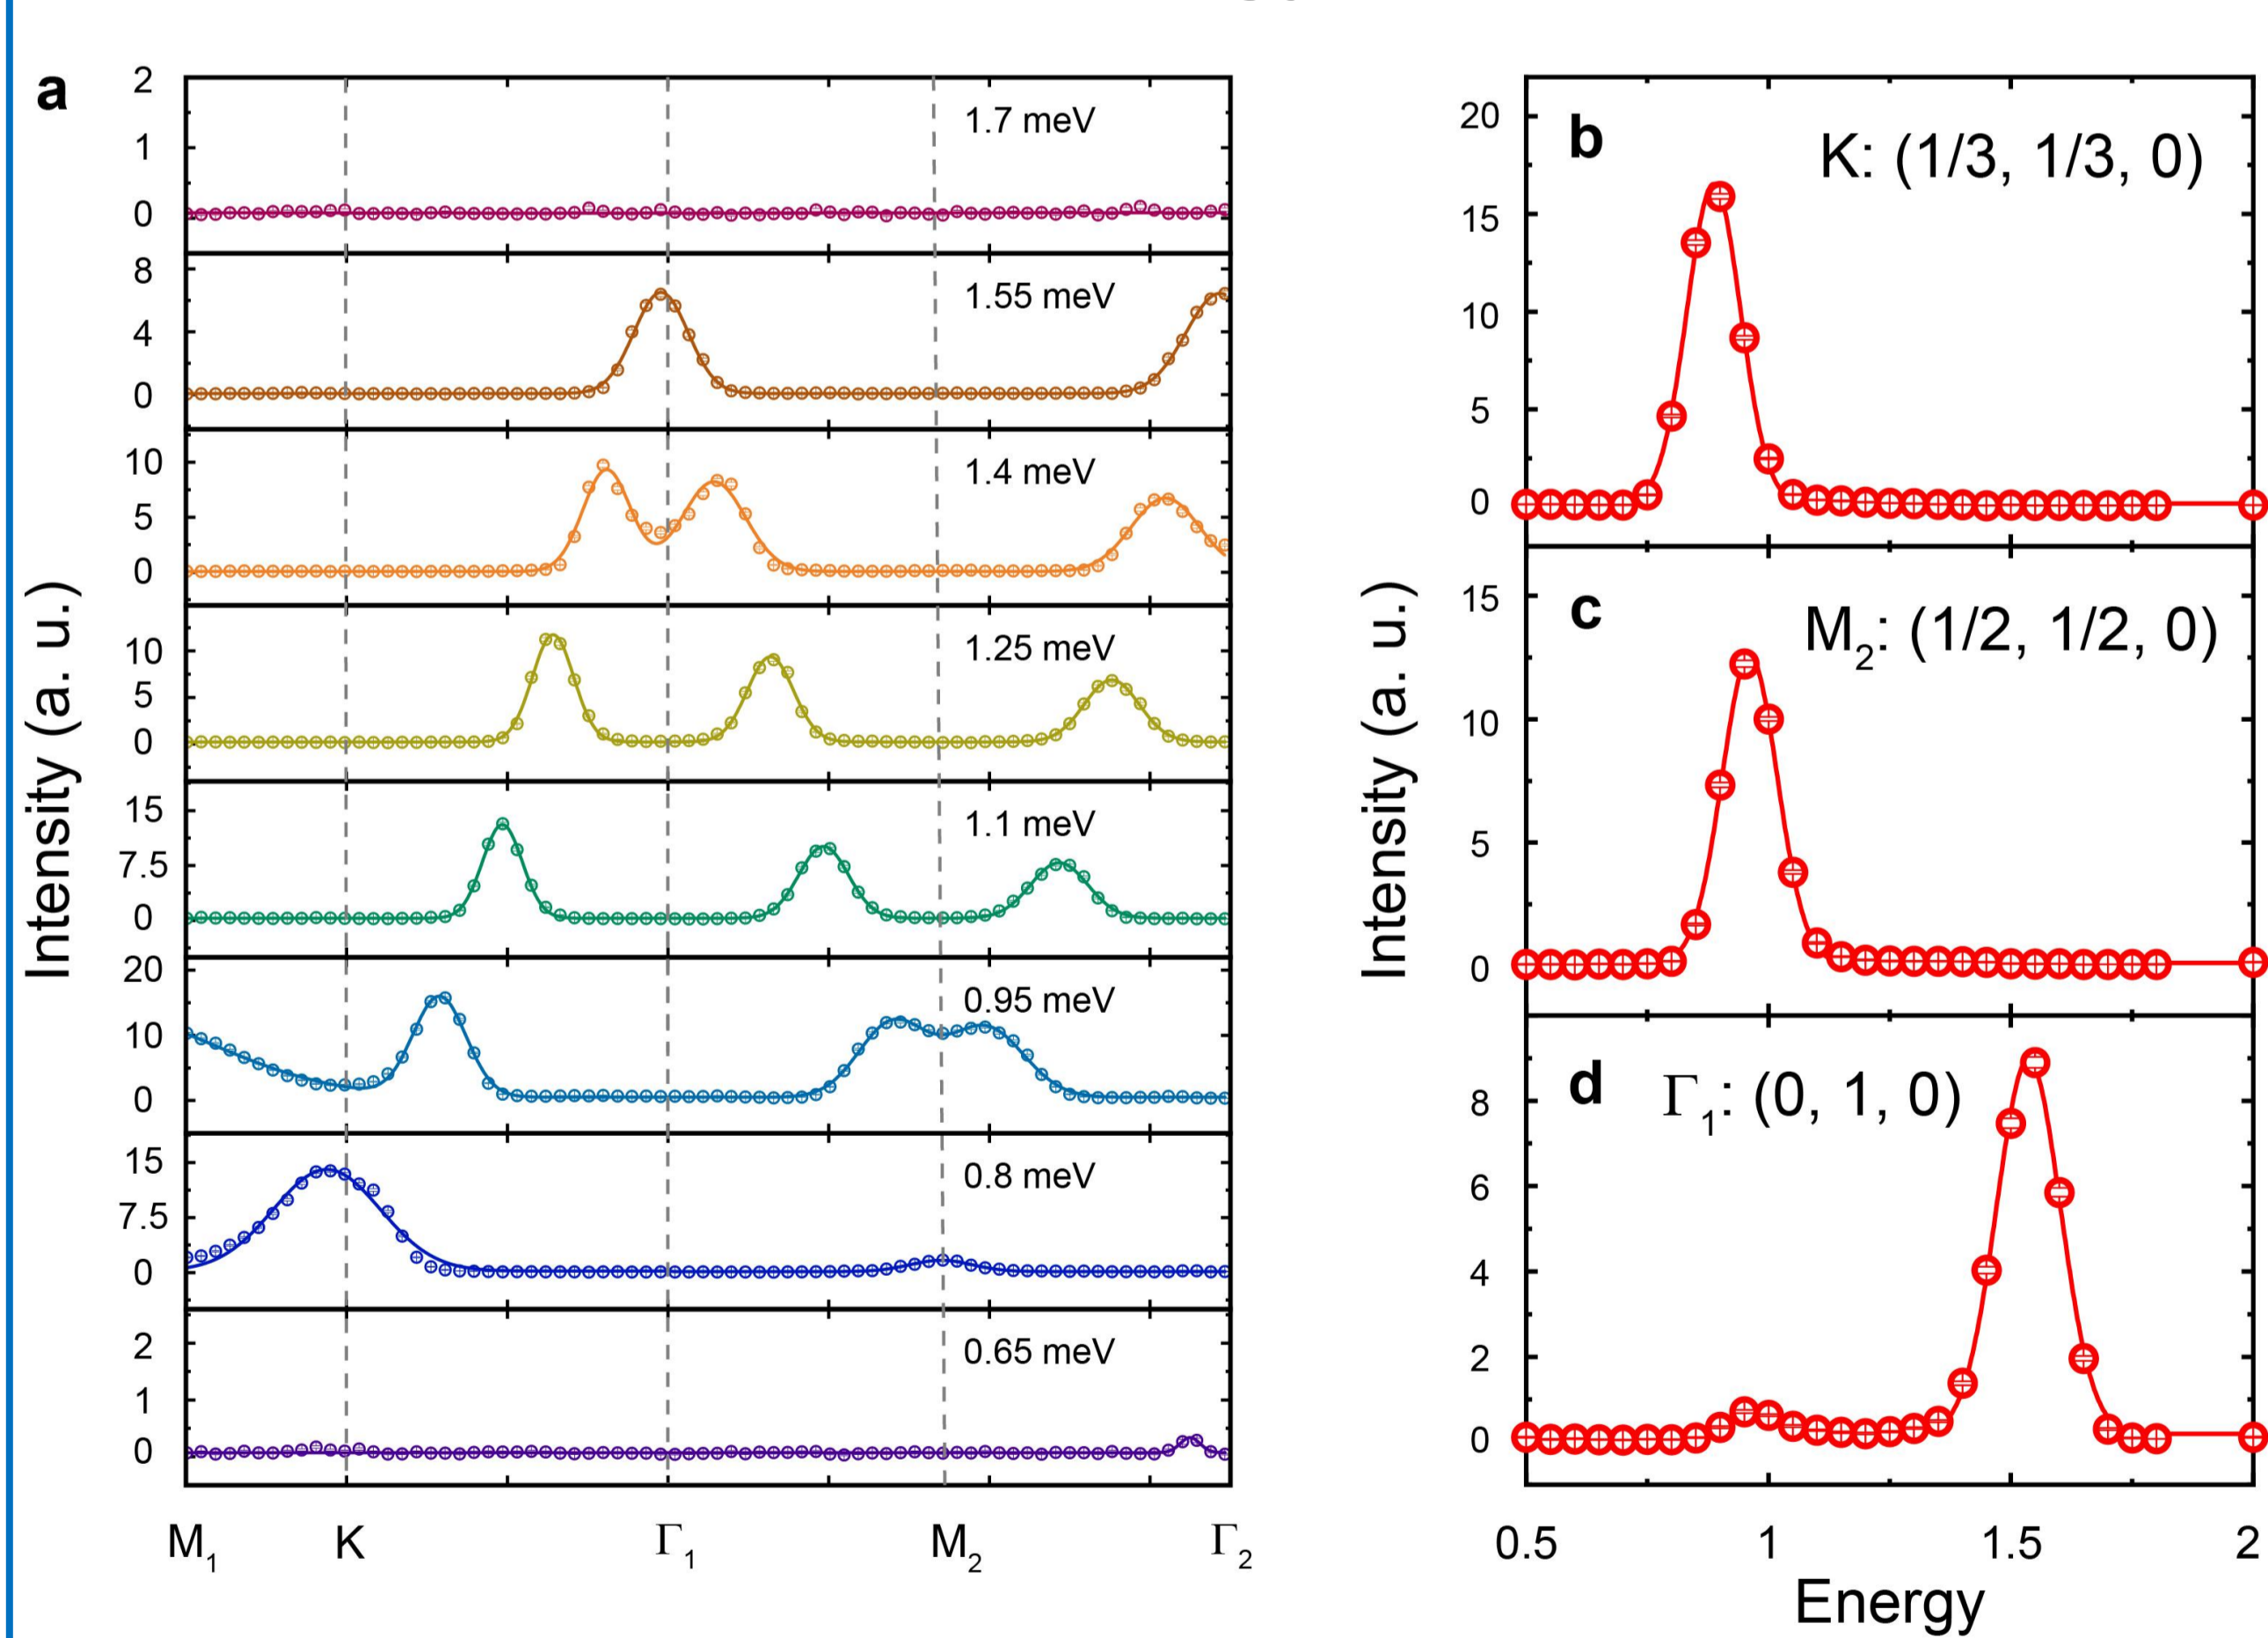 a
Intensity (a. u.)
2
1
0
1.7 meV
8
4
0
1.55 meV
10
5
0
1.4 meV
10
5
0
1.25 meV
15
7.5
0
1.1 meV
20
10
0
0.95 meV
15
7.5
0
0.8 meV
2
1
0
0.65 meV
M₁ K Γ₁ M₂ Γ₂
Intensity (a. u.)
b
K: (1/3, 1/3, 0)
20
15
10
5
0
c
M₂: (1/2, 1/2, 0)
15
10
5
0
d
Γ₁: (0, 1, 0)
8
6
4
2
0
0.5 1 1.5 2
Energy